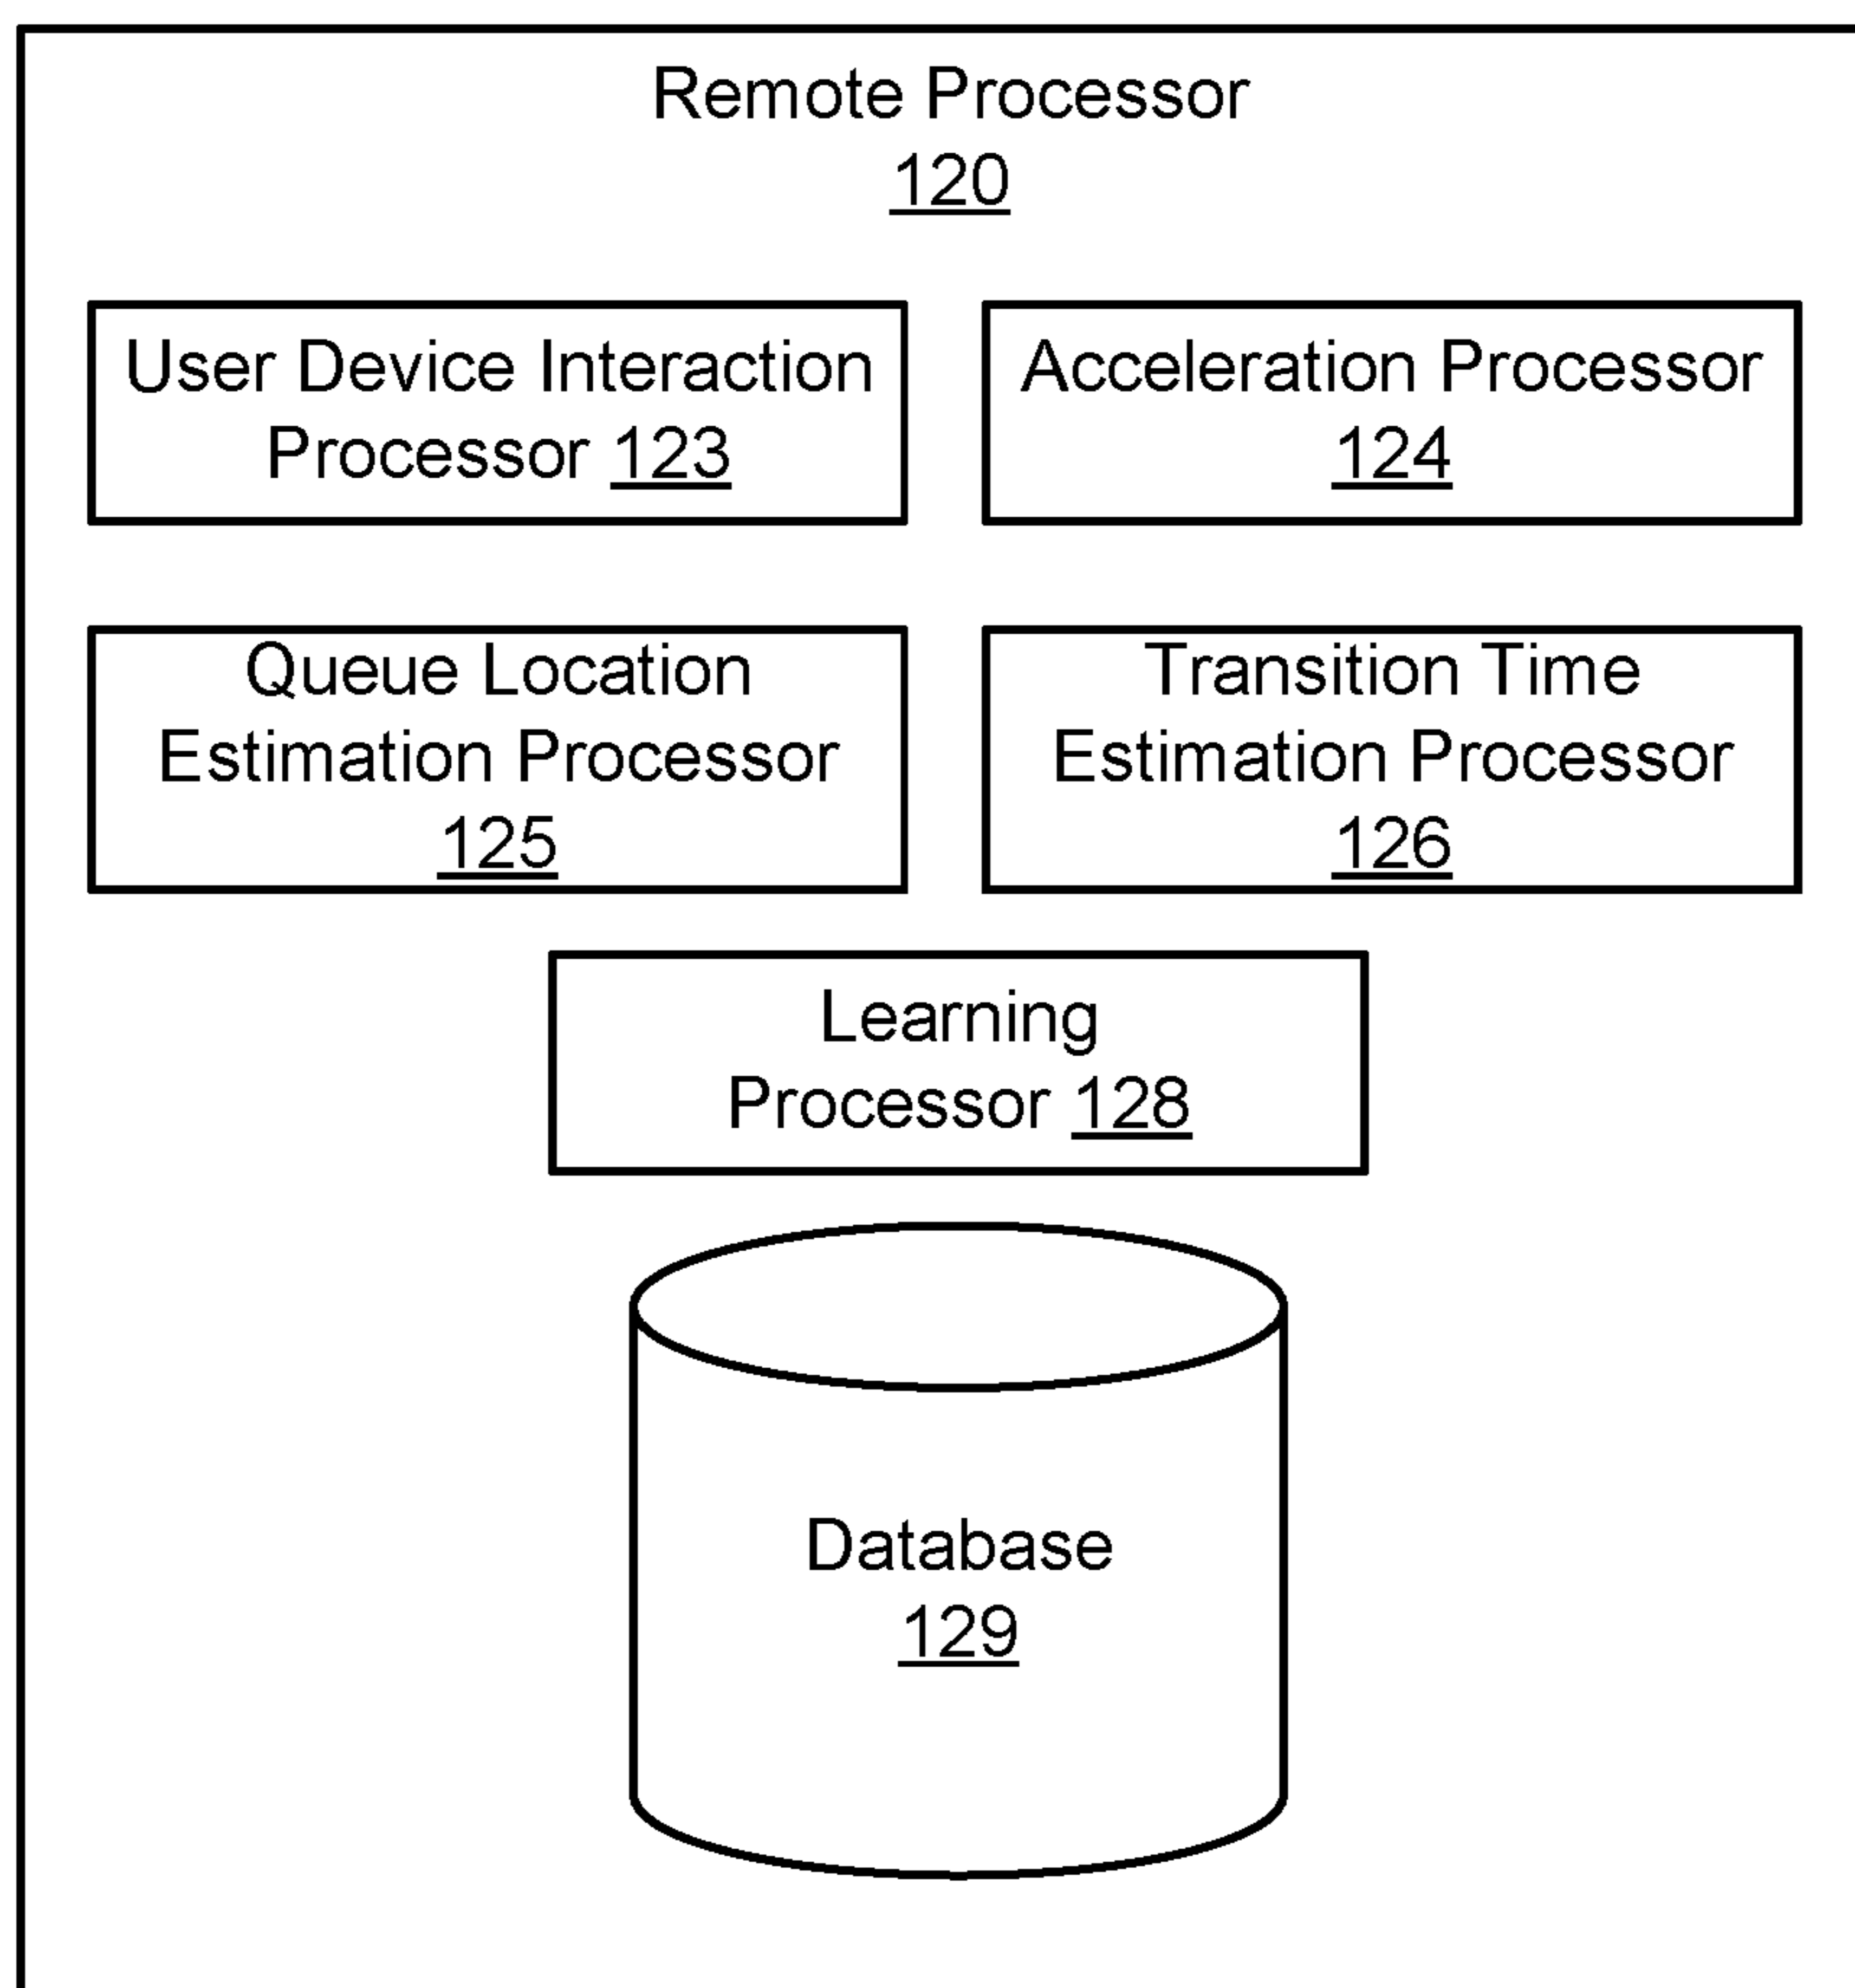 Remote Processor
120
User Device Interaction
Processor 123
Acceleration Processor
124
Queue Location
Estimation Processor
125
Transition Time
Estimation Processor
126
Learning
Processor 128
Database
129